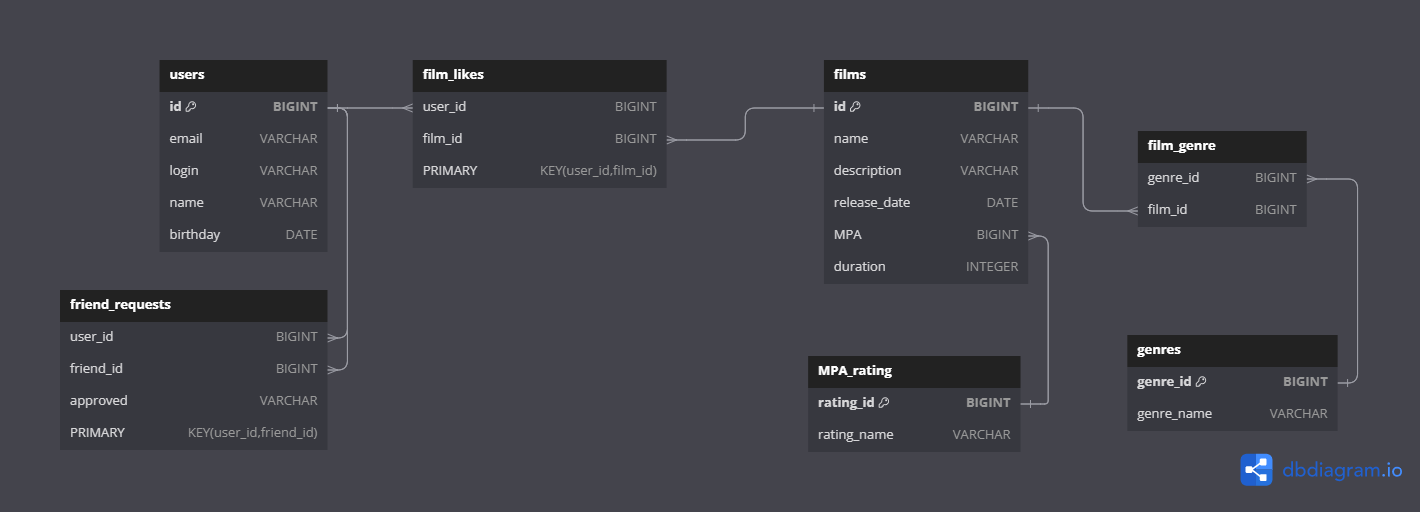 users
id BIGINT
email VARCHAR
login VARCHAR
name VARCHAR
birthday DATE
film_likes
user_id BIGINT
film_id BIGINT
PRIMARY KEY(user_id,film_id)
films
id BIGINT
name VARCHAR
description VARCHAR
release_date DATE
MPA BIGINT
duration INTEGER
film_genre
genre_id BIGINT
film_id BIGINT
friend_requests
user_id BIGINT
friend_id BIGINT
approved VARCHAR
PRIMARY KEY(user_id,friend_id)
MPA_rating
rating_id BIGINT
rating_name VARCHAR
genres
genre_id BIGINT
genre_name VARCHAR
dbdiagram.io